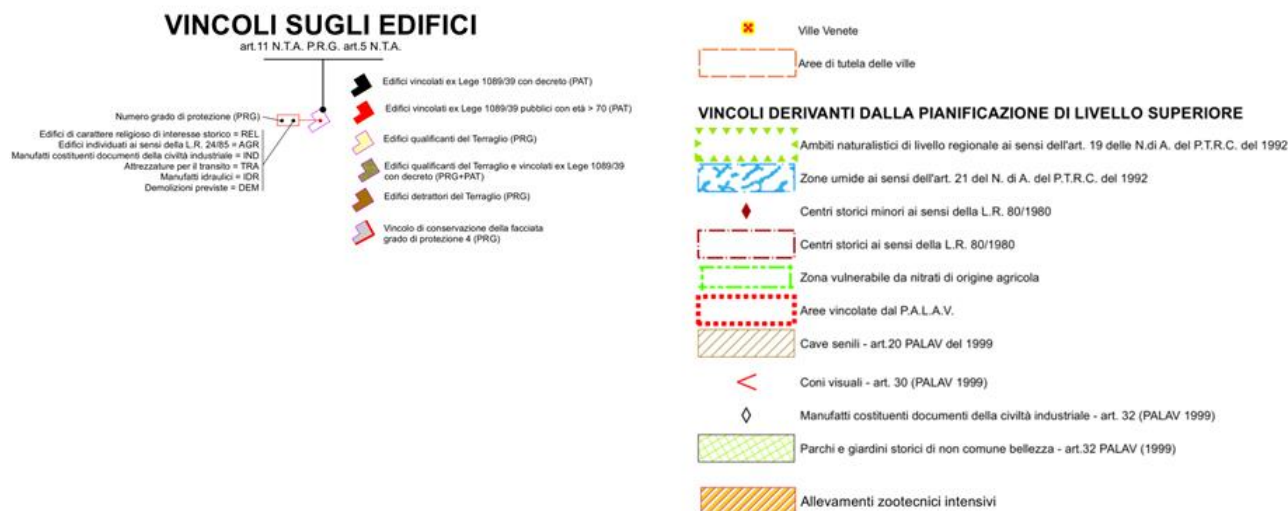 VINCOLI SUGLI EDIFICI
art.11 N.T.A. P.R.G. art.5 N.T.A.
Numero grado di protezione (PRG)
Edifici di carattere religioso di interesse storico = REL
Edifici individuati ai sensi della L.R. 24/85 = AGR
Manufatti costituenti documenti della civiltà industriale = IND
Attrezzature per il transito = TRA
Manufatti idraulici = IDR
Demolizioni previste = DEM
Edifici vincolati ex Lege 1089/39 con decreto (PAT)
Edifici vincolati ex Lege 1089/39 pubblici con età > 70 (PAT)
Edifici qualificanti del Terraglio (PRG)
Edifici qualificanti del Terraglio e vincolati ex Lege 1089/39
con decreto (PRG+PAT)
Edifici detrattori del Terraglio (PRG)
Vincolo di conservazione della facciata
grado di protezione 4 (PRG)
Ville Venete
Aree di tutela delle ville
VINCOLI DERIVANTI DALLA PIANIFICAZIONE DI LIVELLO SUPERIORE
Ambiti naturalistici di livello regionale ai sensi dell'art. 19 delle N.di A. del P.T.R.C. del 1992
Zone umide ai sensi dell'art. 21 del N. di A. del P.T.R.C. del 1992
Centri storici minori ai sensi della L.R. 80/1980
Centri storici ai sensi della L.R. 80/1980
Zona vulnerabile da nitrati di origine agricola
Aree vincolate dal P.A.L.A.V.
Cave senili - art.20 PALAV del 1999
Coni visuali - art. 30 (PALAV 1999)
Manufatti costituenti documenti della civiltà industriale - art. 32 (PALAV 1999)
Parchi e giardini storici di non comune bellezza - art.32 PALAV (1999)
Allevamenti zootecnici intensivi